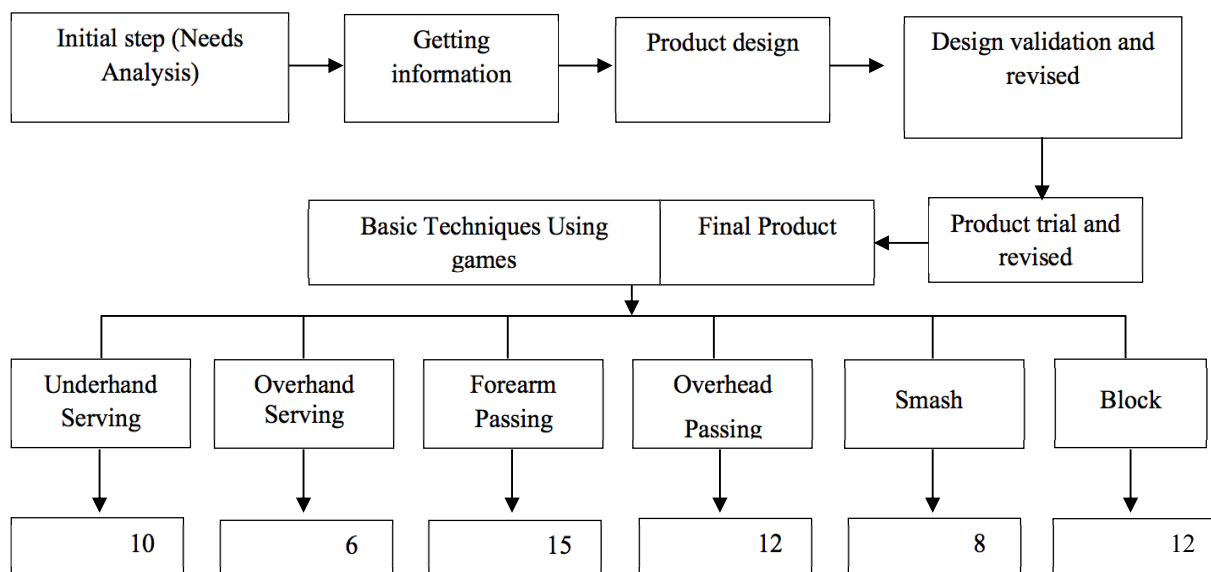 Initial step (Needs
Analysis)
Getting
information
Product design
Design validation and
revised
Basic Techniques Using
games
Final Product
Product trial and
revised
Underhand
Serving
Overhand
Serving
Forearm
Passing
Overhead
Passing
Smash
Block
10
6
15
12
8
12